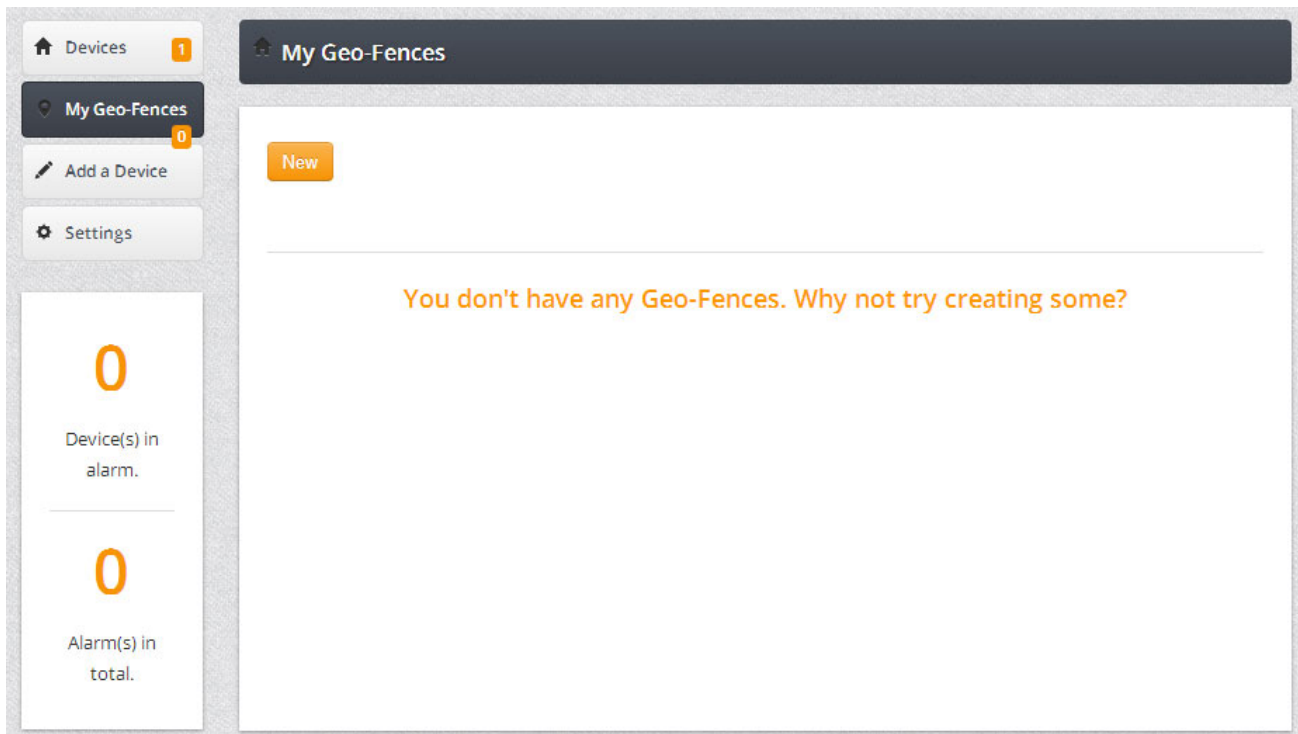 Devices 1
My Geo-Fences
0
Add a Device
Settings
0
Device(s) in
alarm.
0
Alarm(s) in
total.
My Geo-Fences
New
You don't have any Geo-Fences. Why not try creating some?